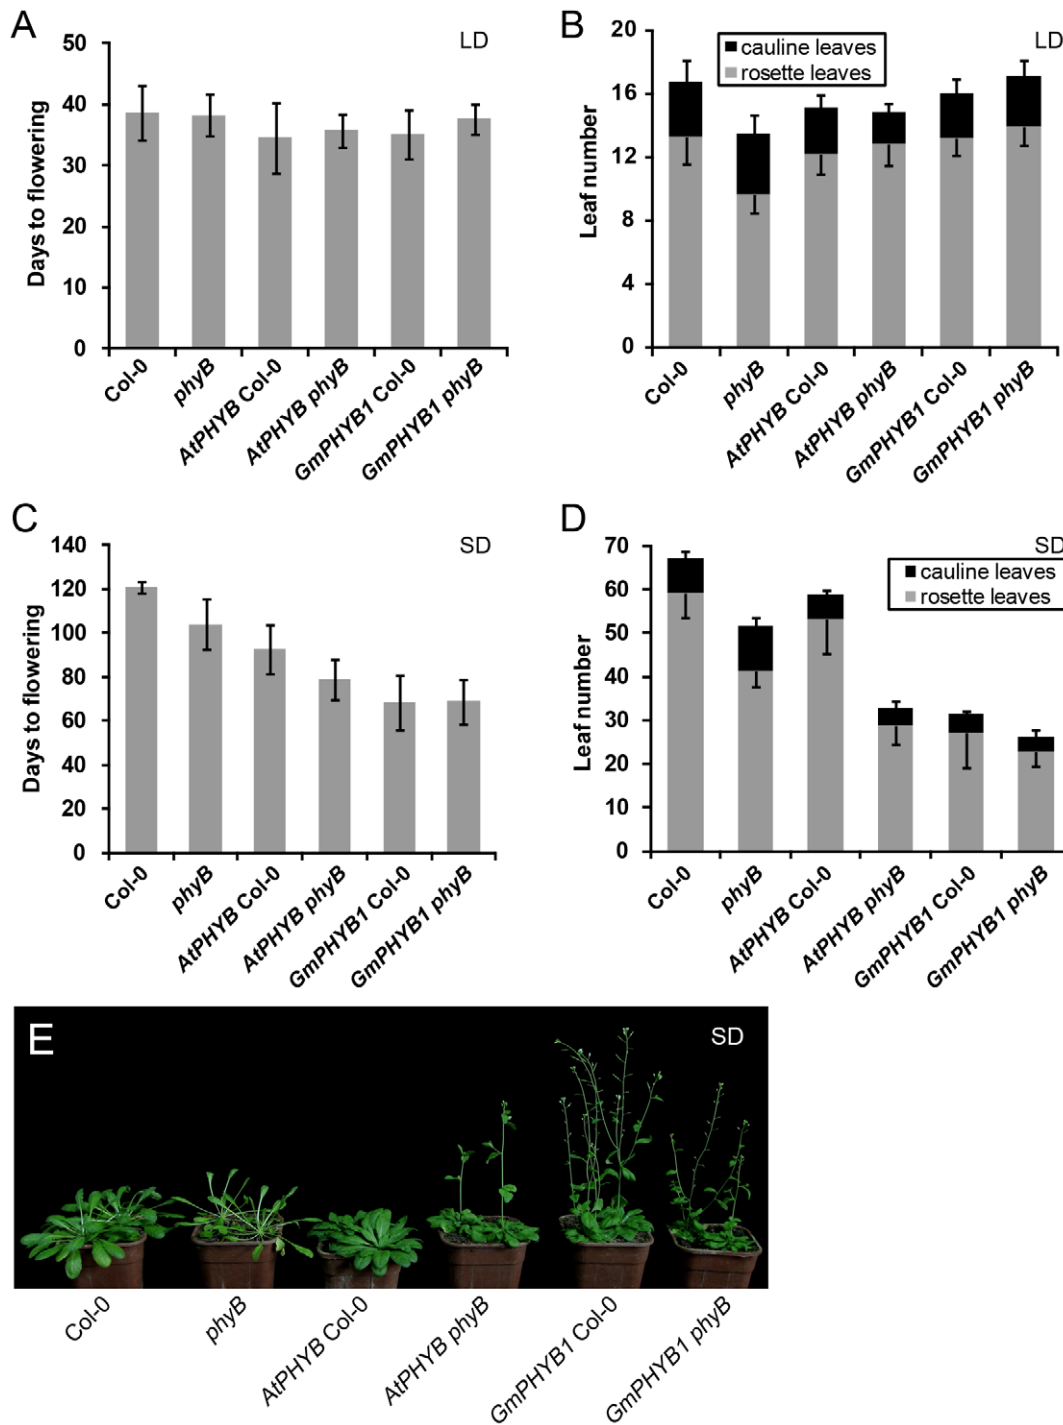 A
LD
Days to flowering
50
40
30
20
10
0
Col-0
phyB
AtPHYB Col-0
AtPHYB phyB
GmPHYB1 Col-0
GmPHYB1 phyB
B
LD
cauline leaves
rosette leaves
Leaf number
20
16
12
8
4
0
Col-0
phyB
AtPHYB Col-0
AtPHYB phyB
GmPHYB1 Col-0
GmPHYB1 phyB
C
SD
Days to flowering
140
120
100
80
60
40
20
0
Col-0
phyB
AtPHYB Col-0
AtPHYB phyB
GmPHYB1 Col-0
GmPHYB1 phyB
D
SD
cauline leaves
rosette leaves
Leaf number
70
60
50
40
30
20
10
0
Col-0
phyB
AtPHYB Col-0
AtPHYB phyB
GmPHYB1 Col-0
GmPHYB1 phyB
E
SD
Col-0
phyB
AtPHYB Col-0
AtPHYB phyB
GmPHYB1 Col-0
GmPHYB1 phyB